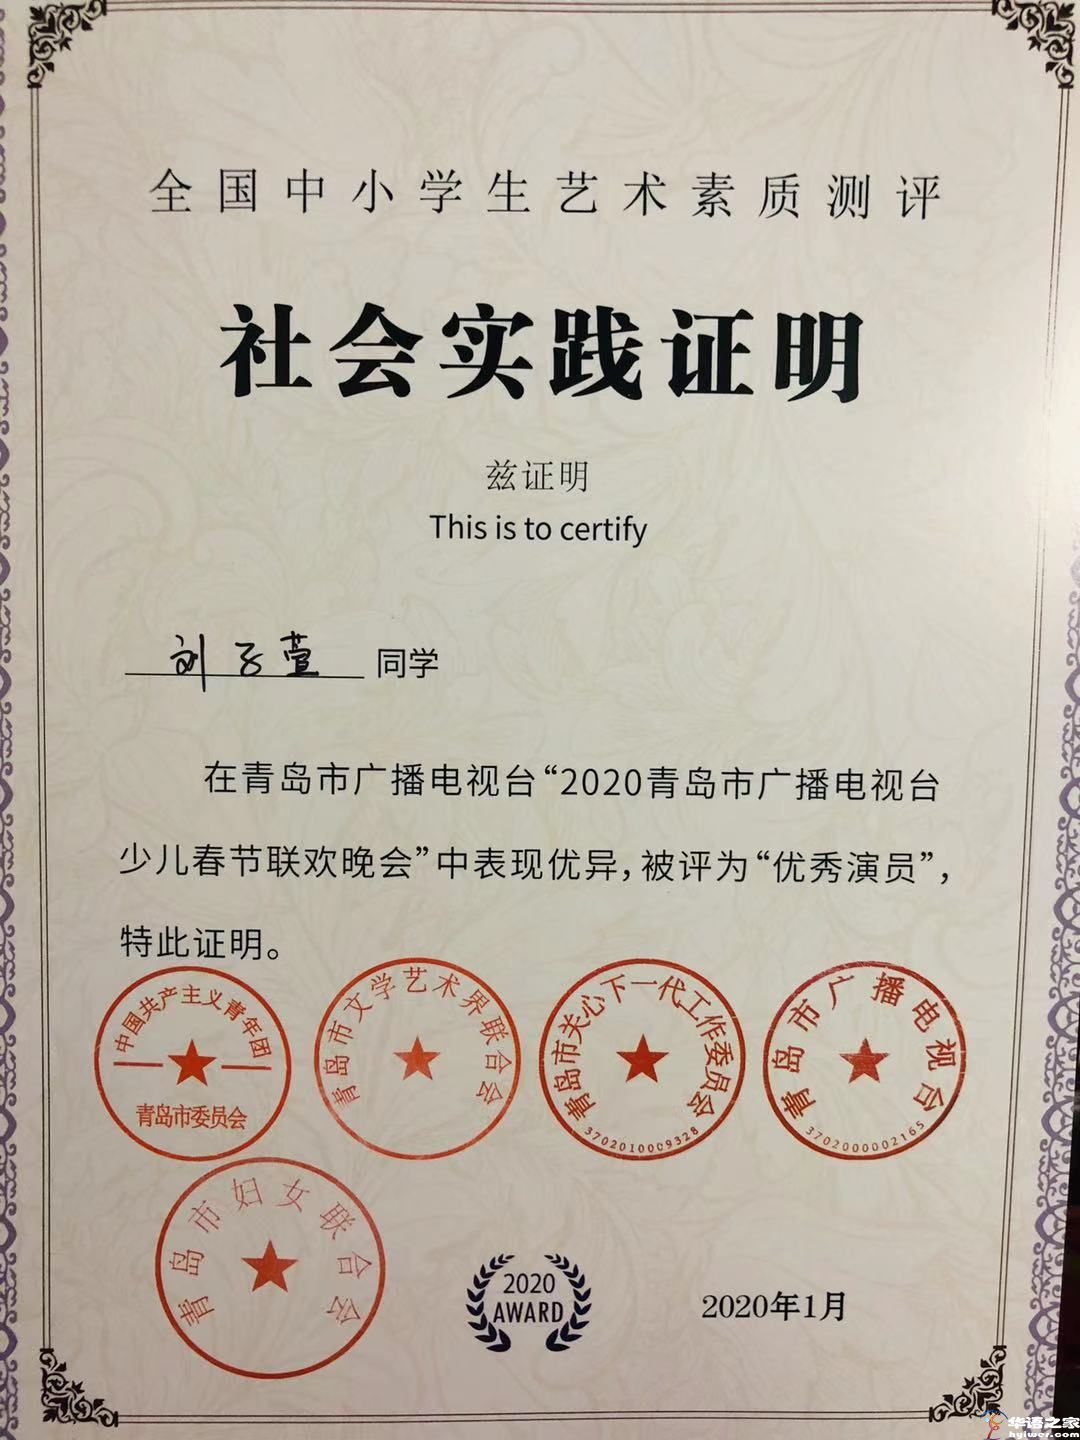 全国中小学生艺术素质测评
社会实践证明
兹证明
This is to certify
刘子萱 同学
在青岛市广播电视台“2020青岛市广播电视台
少儿春节联欢晚会”中表现优异,被评为“优秀演员”,
特此证明。
中国共产主义青年团
青岛市委员会
青岛市文学艺术界联合会
青岛市关心下一代工作委员会
3702010009328
青岛市广播电视台
3702000002165
青岛市妇女联合会
2020
AWARD
2020年1月
华语之家
hyiwer.com